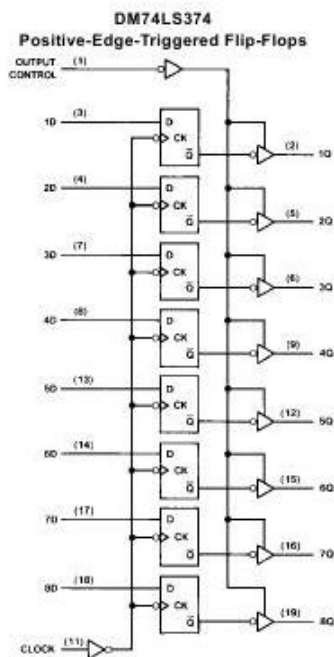 DM74LS374
Positive-Edge-Triggered Flip-Flops
OUTPUT CONTROL (1)
1D (3) D CK Q̅ (2) 1Q
2D (4) D CK Q̅ (5) 2Q
3D (7) D CK Q̅ (6) 3Q
4D (8) D CK Q̅ (9) 4Q
5D (13) D CK Q̅ (12) 5Q
6D (14) D CK Q̅ (15) 6Q
7D (17) D CK Q̅ (16) 7Q
8D (18) D CK Q̅ (19) 8Q
CLOCK (11)